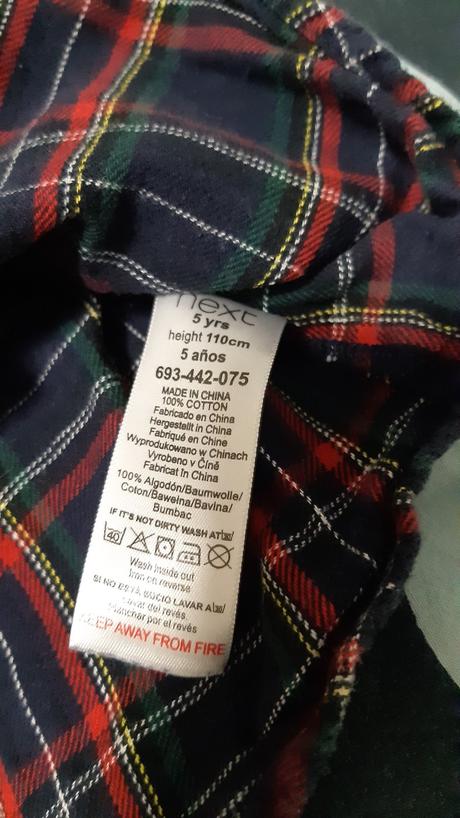 next
5 yrs
height 110cm
5 años
693-442-075
MADE IN CHINA
100% COTTON
Fabricado en China
Hergestellt in China
Fabriqué en Chine
Wyprodukowano w Chinach
Vyrobeno v Číně
Fabricat în China
100% Algodón/Baumwolle/
Coton/Bawełna/Bavlna/
Bumbac
IF IT'S NOT DIRTY WASH AT 30
40
Wash inside out
Iron on reverse
SI NO ESTÁ SUCIO LAVAR A 30
Lavar del revés.
Planchar por el revés
KEEP AWAY FROM FIRE